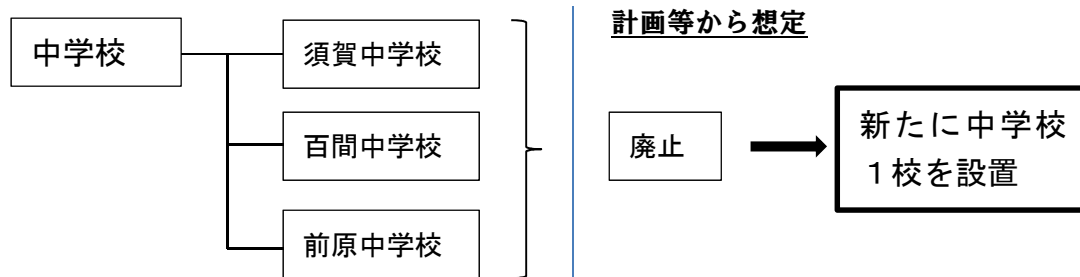 計画等から想定
中学校
須賀中学校
百間中学校
前原中学校
廃止
新たに中学校
１校を設置